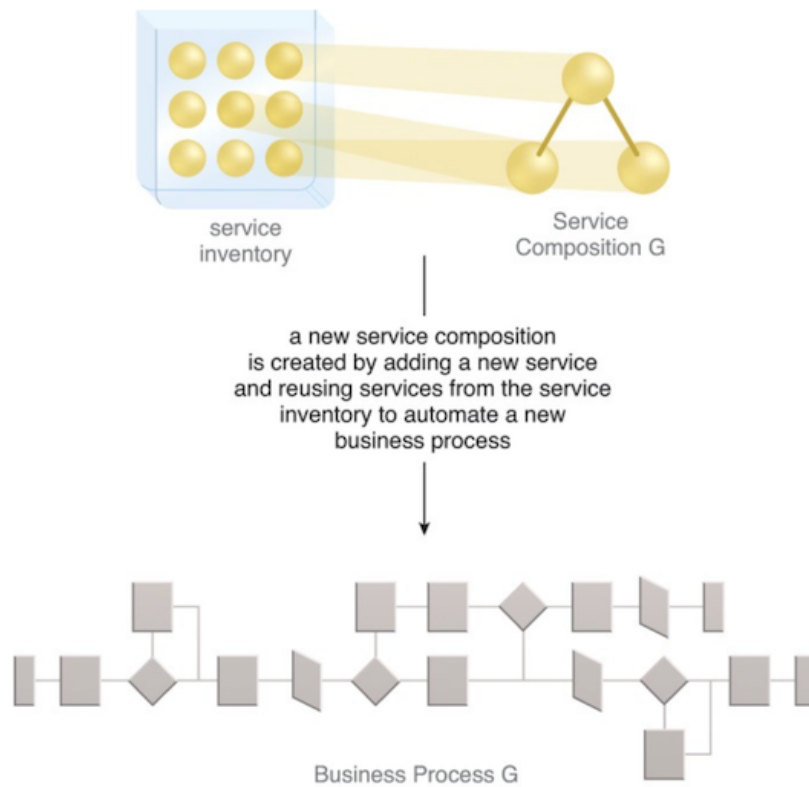 service
inventory
Service
Composition G
a new service composition
is created by adding a new service
and reusing services from the service
inventory to automate a new
business process
Business Process G